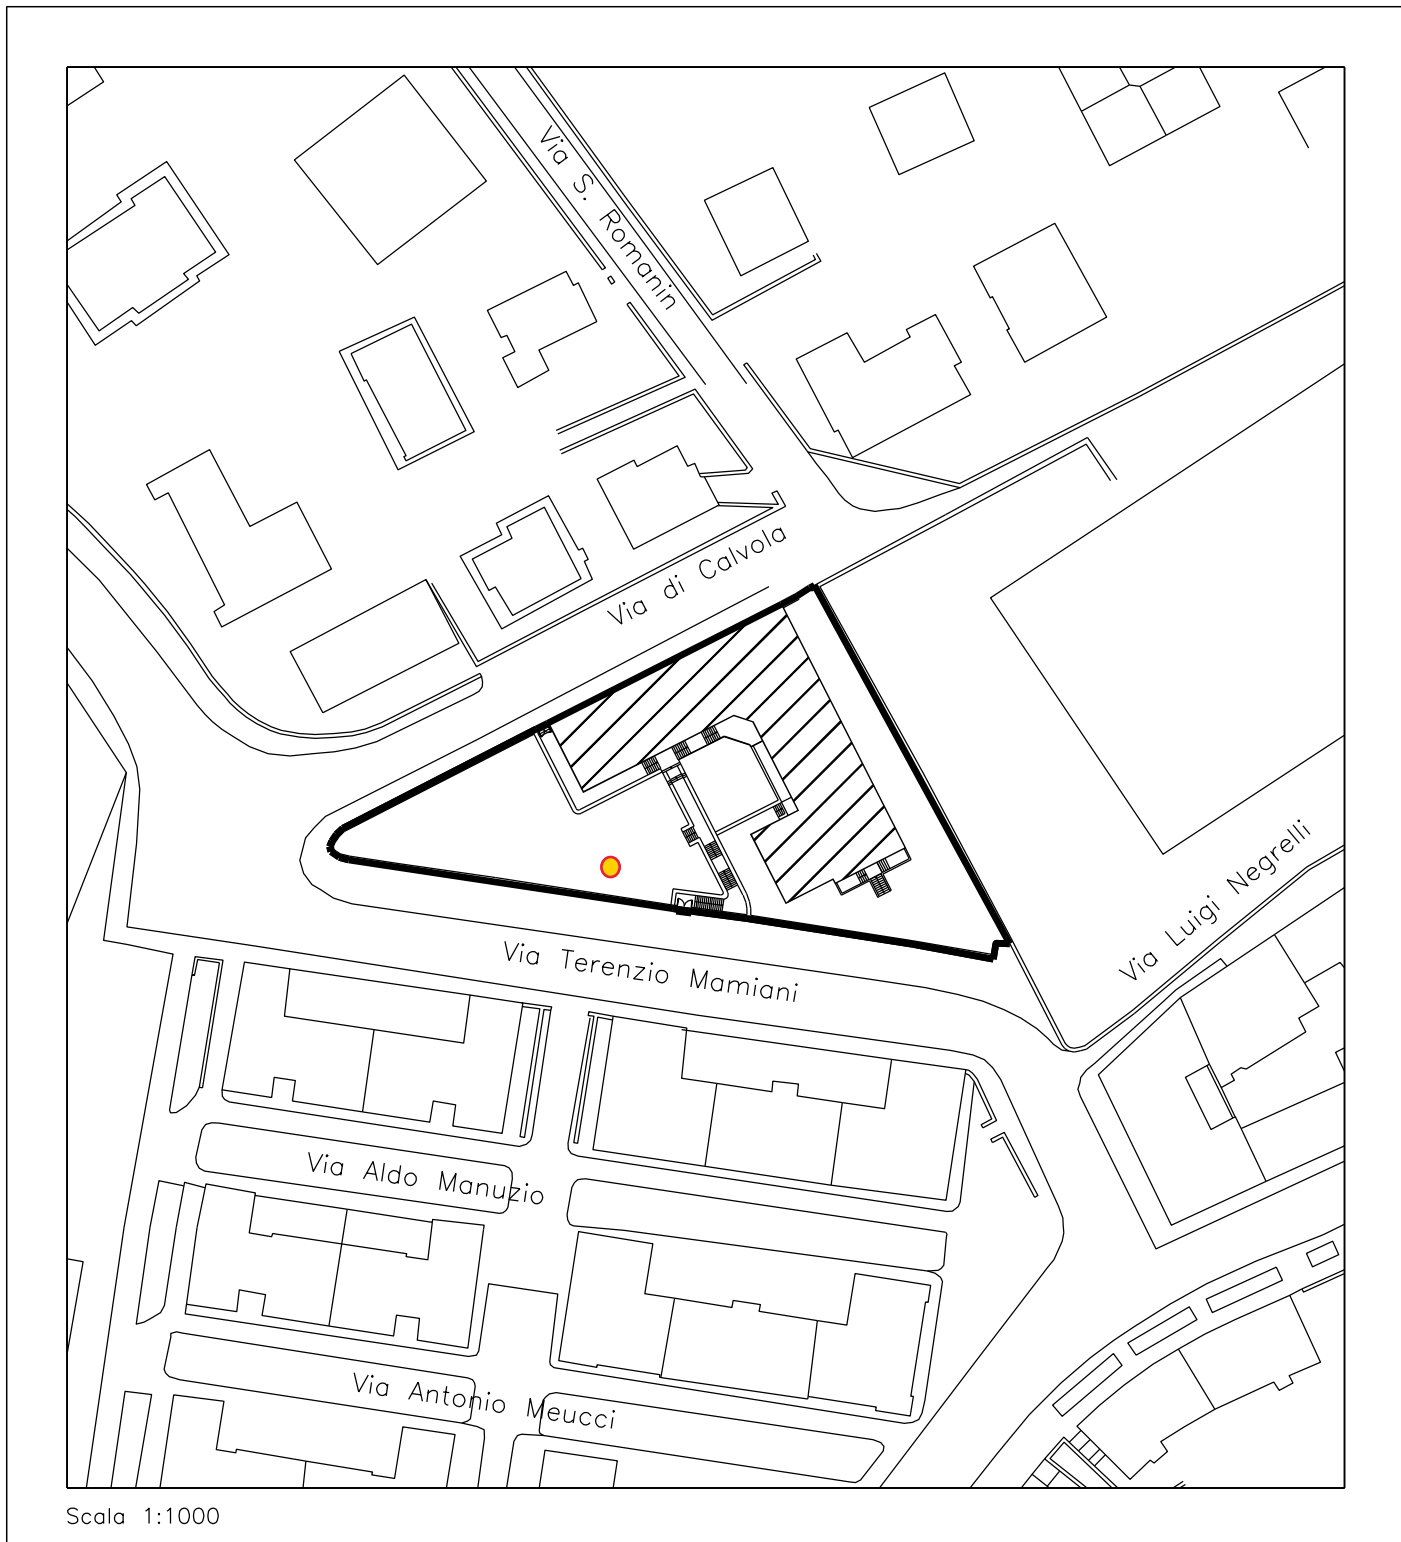 Via S. Romanin
Via di Calvola
Via Luigi Negrelli
Via Terenzio Mamiani
Via Aldo Manuzio
Via Antonio Meucci
Scala 1:1000